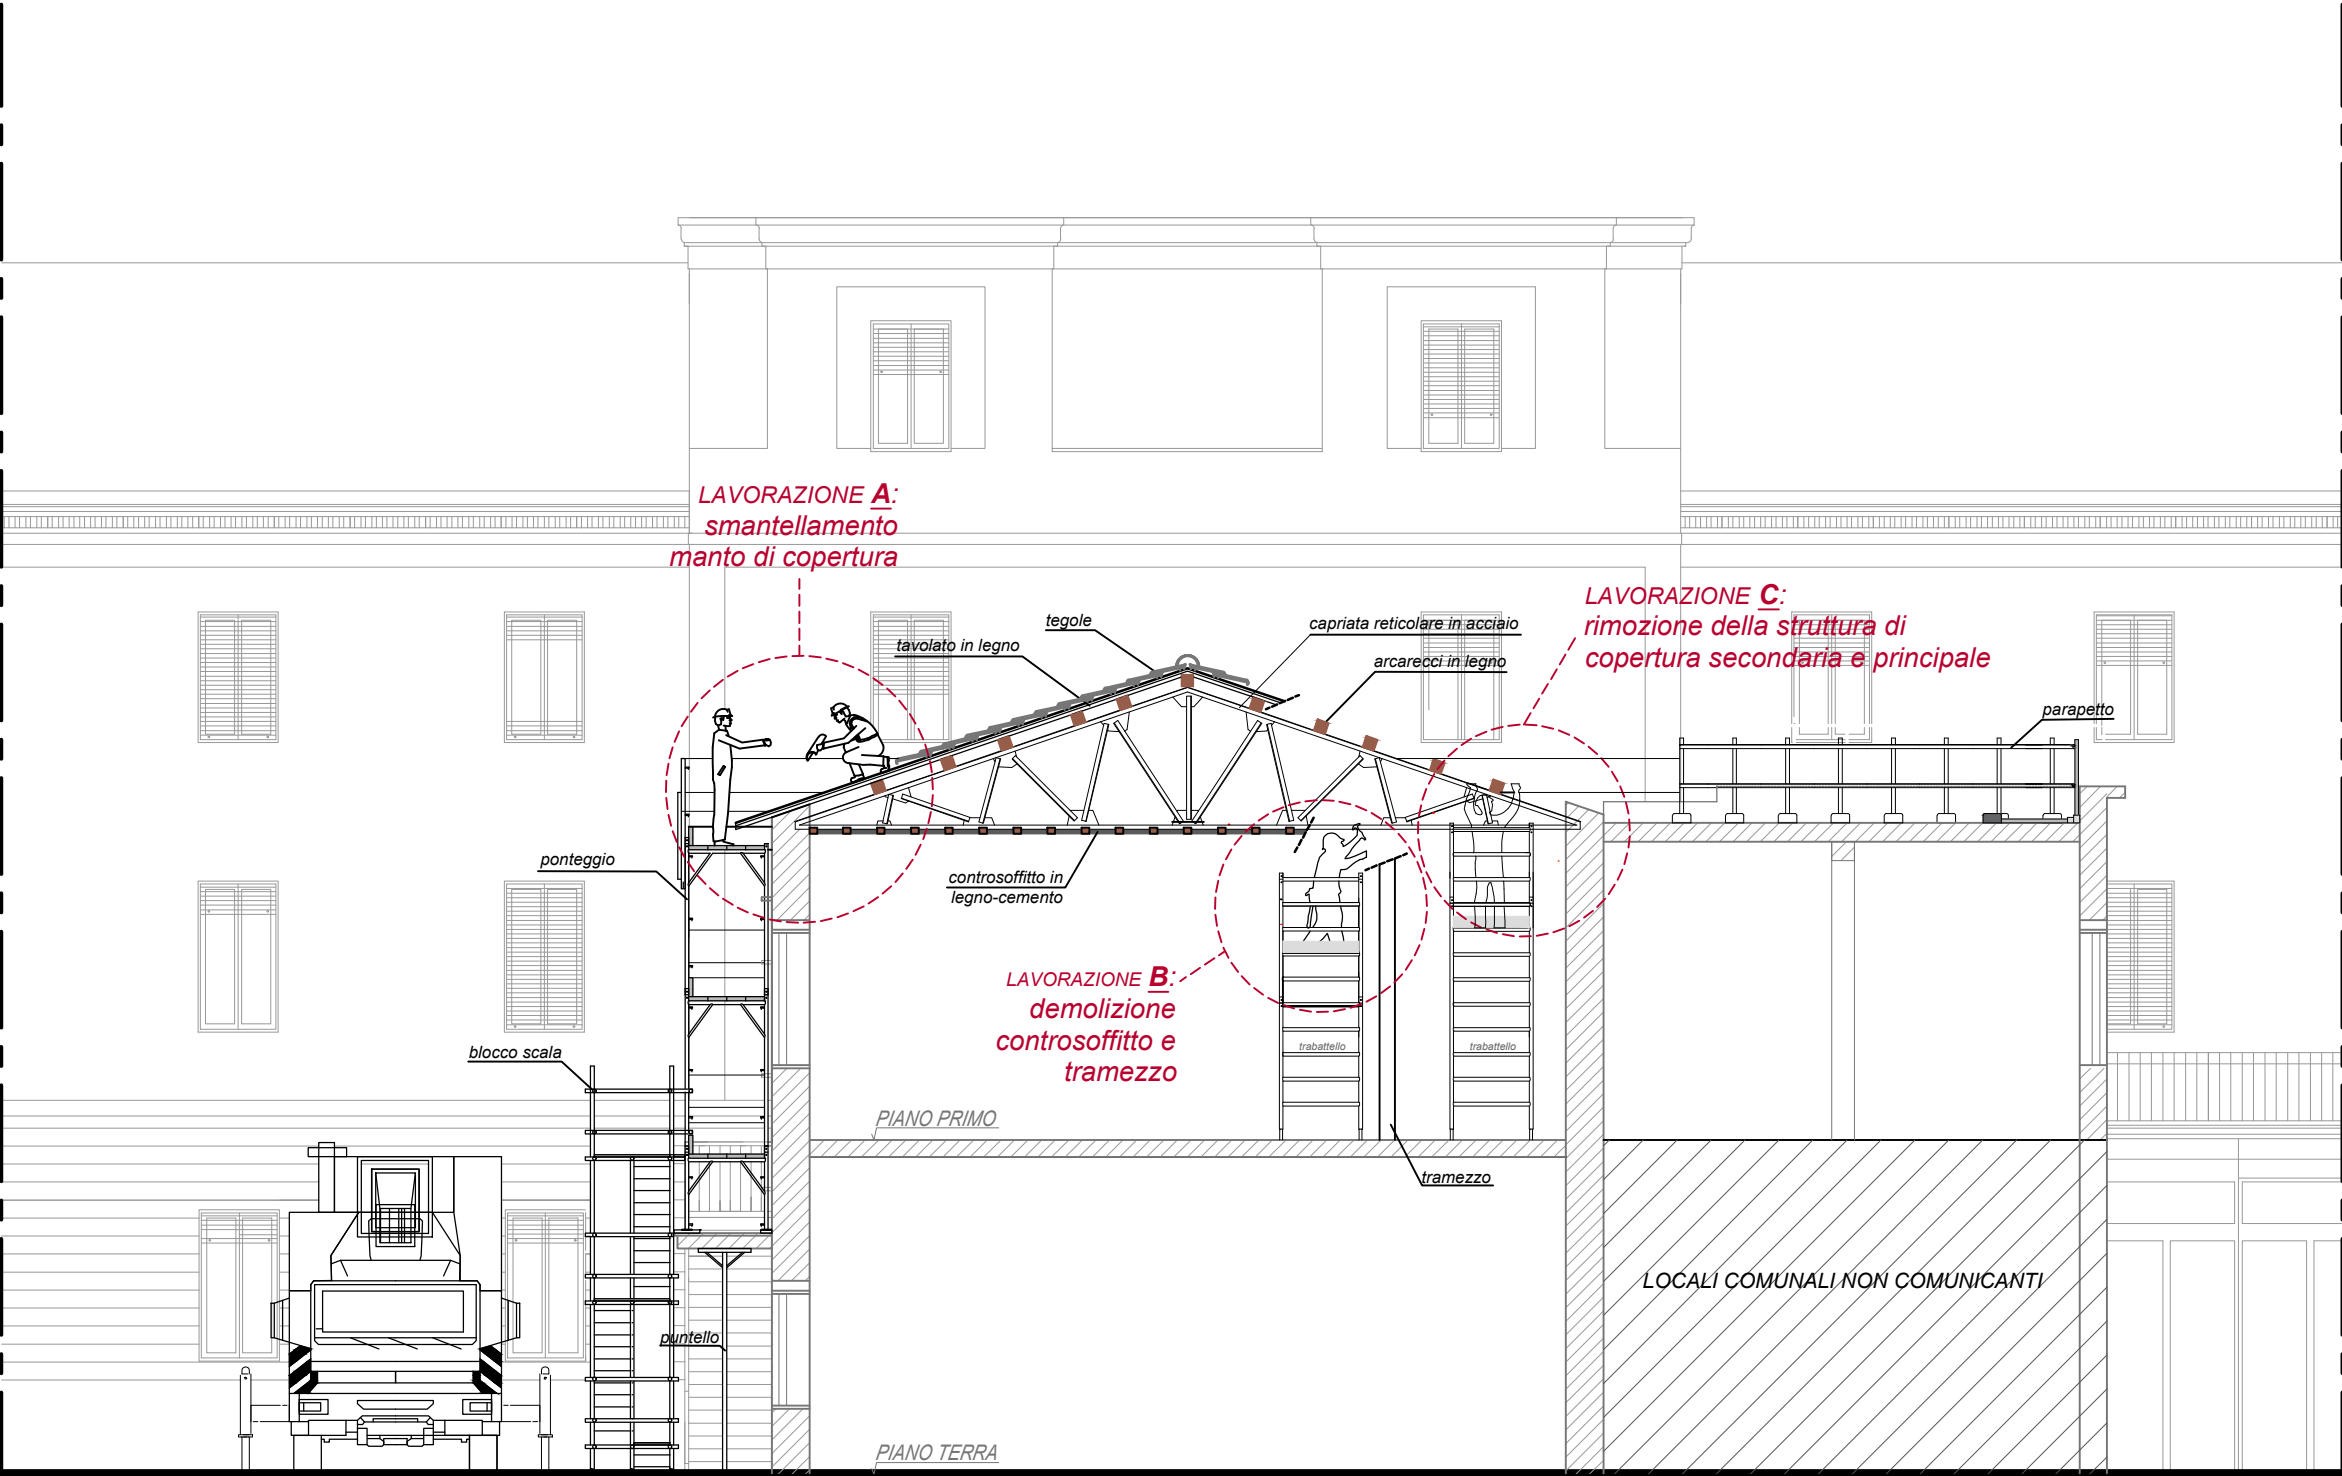 LAVORAZIONE A:
smantellamento
manto di copertura
LAVORAZIONE C:
rimozione della struttura di
copertura secondaria e principale
tegole
capriata reticolare in acciaio
tavolato in legno
arcarecci in legno
parapetto
ponteggio
controsoffitto in
legno-cemento
LAVORAZIONE B:
demolizione
controsoffitto e
tramezzo
trabattello
trabattello
blocco scala
PIANO PRIMO
tramezzo
LOCALI COMUNALI NON COMUNICANTI
puntello
PIANO TERRA